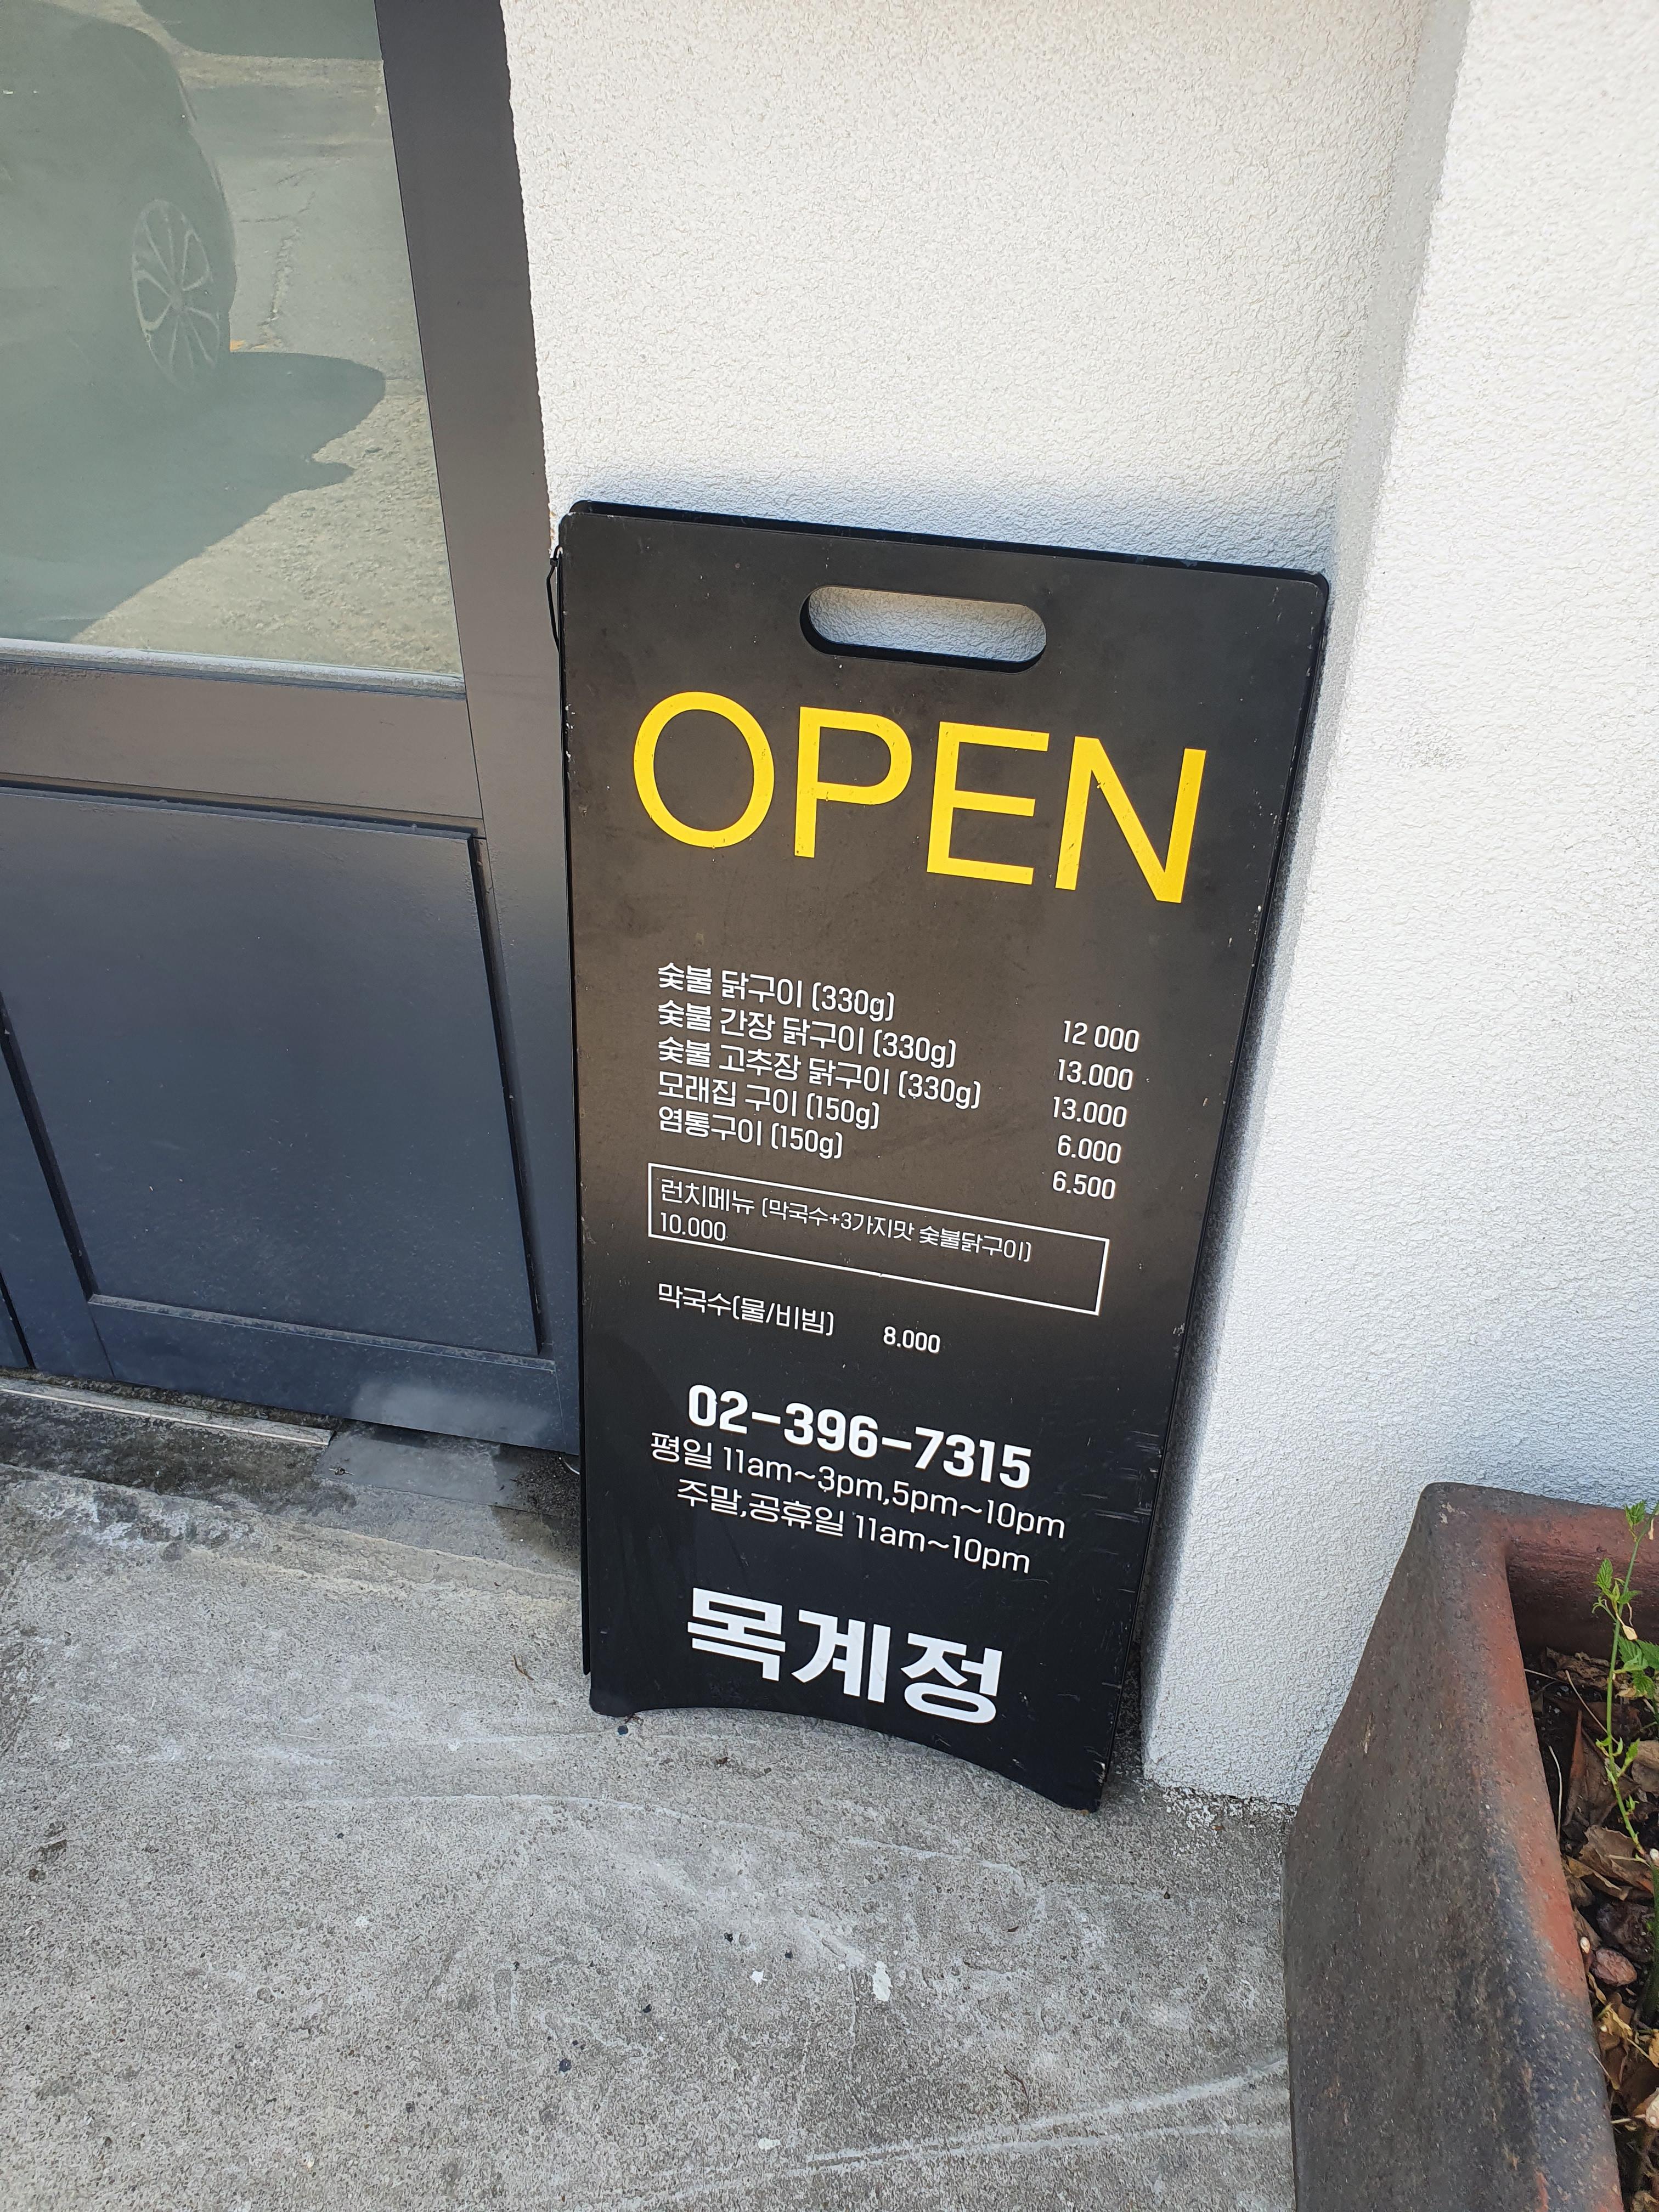 OPEN
숯불 닭구이 (330g) 12 000
숯불 간장 닭구이 (330g) 13.000
숯불 고추장 닭구이 (330g) 13.000
모래집 구이 (150g) 6.000
염통구이 (150g) 6.500
런치메뉴 (막국수+3가지맛 숯불닭구이)
10.000
막국수(물/비빔) 8.000
02-396-7315
평일 11am~3pm,5pm~10pm
주말,공휴일 11am~10pm
목계정